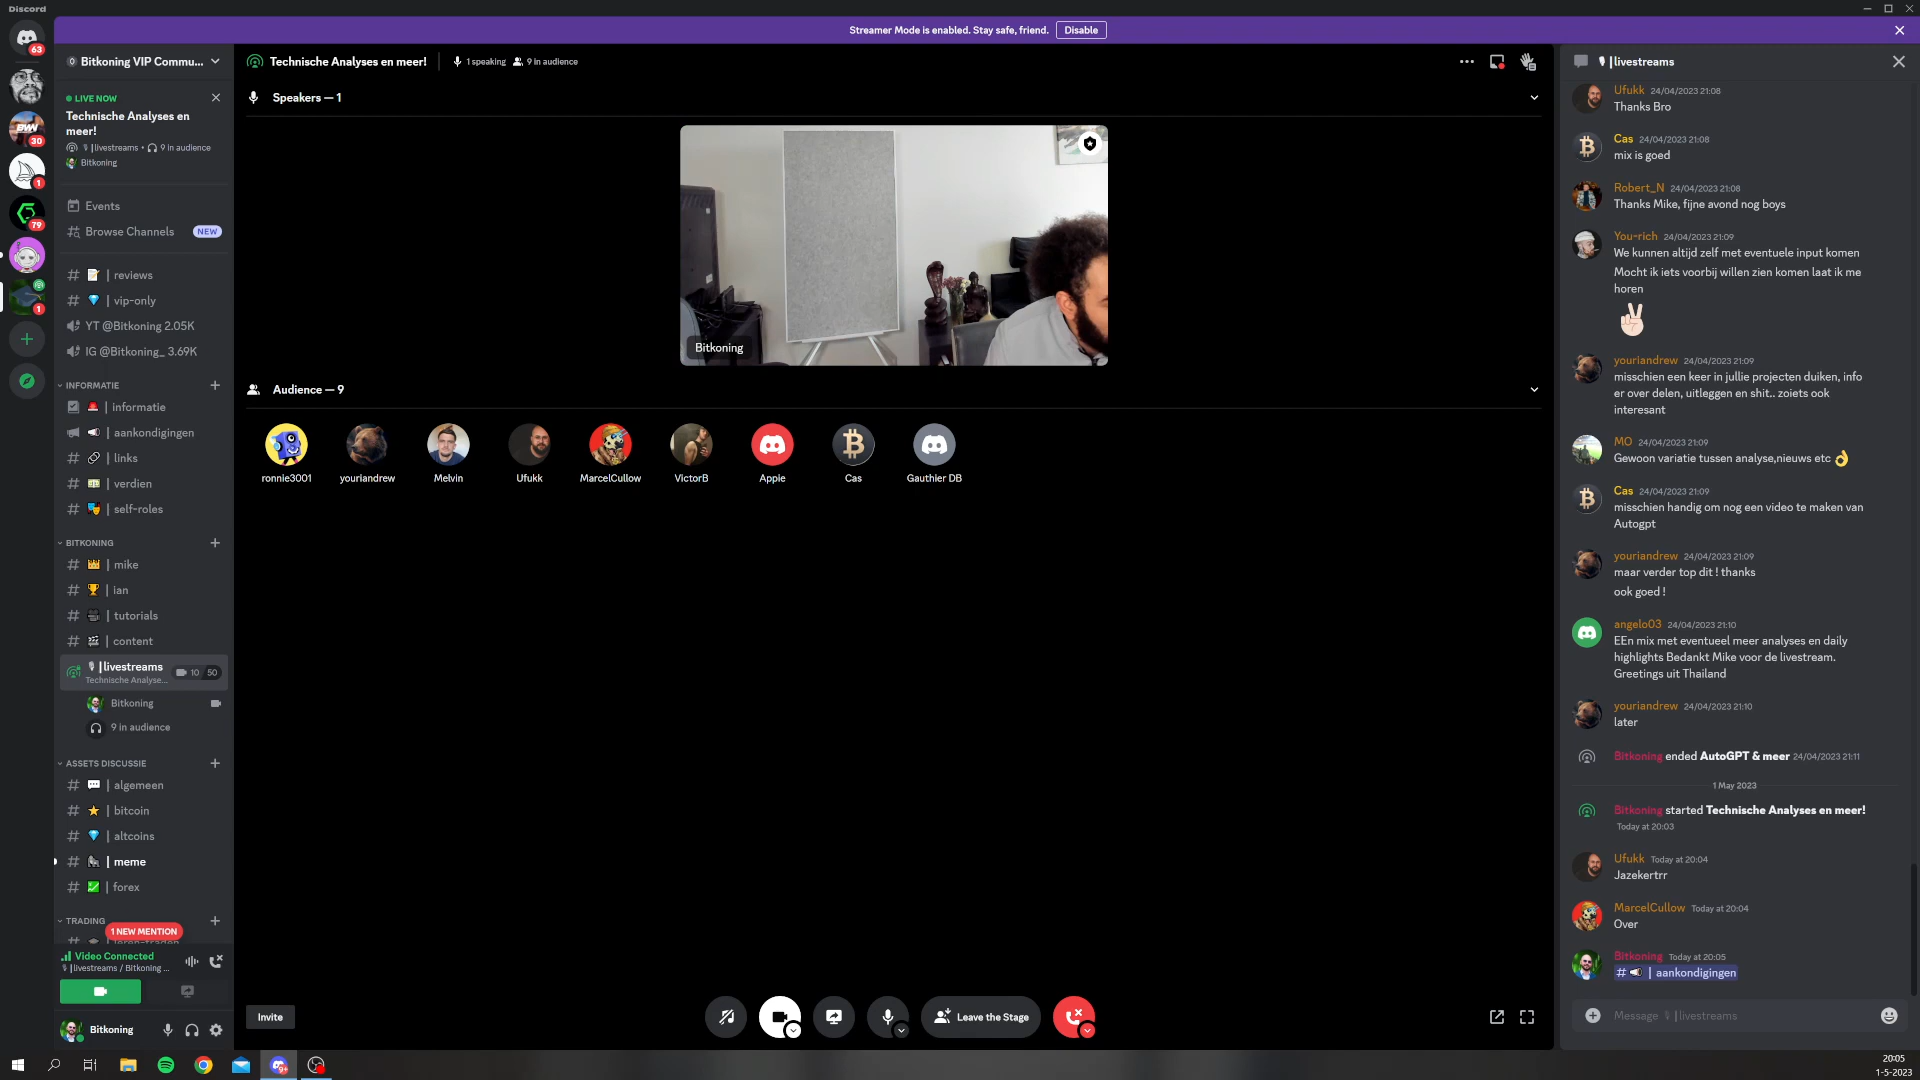 Discord
Streamer Mode is enabled. Stay safe, friend.
Disable
63
30
1
79
1
Bitkoning VIP Commu...
LIVE NOW
Technische Analyses en
meer!
|livestreams • 9 in audience
Bitkoning
Events
Browse Channels NEW
| reviews
| vip-only
YT @Bitkoning 2.05K
IG @Bitkoning_ 3.69K
INFORMATIE
| informatie
| aankondigingen
| links
| verdien
| self-roles
BITKONING
| mike
| ian
| tutorials
| content
|livestreams 10 50
Technische Analyse...
Bitkoning
9 in audience
ASSETS DISCUSSIE
| algemeen
| bitcoin
| altcoins
| meme
| forex
TRADING
1 NEW MENTION
Video Connected
|livestreams / Bitkoning ...
Bitkoning
Technische Analyses en meer!
1 speaking 9 in audience
Speakers — 1
Bitkoning
Audience — 9
ronnie3001
youriandrew
Melvin
Ufukk
MarcelCullow
VictorB
Appie
Cas
Gauthier DB
Invite
Leave the Stage
|livestreams
Ufukk 24/04/2023 21:08
Thanks Bro
Cas 24/04/2023 21:08
mix is goed
Robert_N 24/04/2023 21:08
Thanks Mike, fijne avond nog boys
You-rich 24/04/2023 21:09
We kunnen altijd zelf met eventuele input komen
Mocht ik iets voorbij willen zien komen laat ik me
horen
youriandrew 24/04/2023 21:09
misschien een keer in jullie projecten duiken, info
er over delen, uitleggen en shit.. zoiets ook
interesant
MO 24/04/2023 21:09
Gewoon variatie tussen analyse,nieuws etc 👌
Cas 24/04/2023 21:09
misschien handig om nog een video te maken van
Autogpt
youriandrew 24/04/2023 21:09
maar verder top dit ! thanks
ook goed !
angelo03 24/04/2023 21:10
EEn mix met eventueel meer analyses en daily
highlights Bedankt Mike voor de livestream.
Greetings uit Thailand
youriandrew 24/04/2023 21:10
later
Bitkoning ended AutoGPT & meer 24/04/2023 21:11
1 May 2023
Bitkoning started Technische Analyses en meer!
Today at 20:03
Ufukk Today at 20:04
Jazekertrr
MarcelCullow Today at 20:04
Over
Bitkoning Today at 20:05
# | aankondigingen
Message |livestreams
20:05
1-5-2023